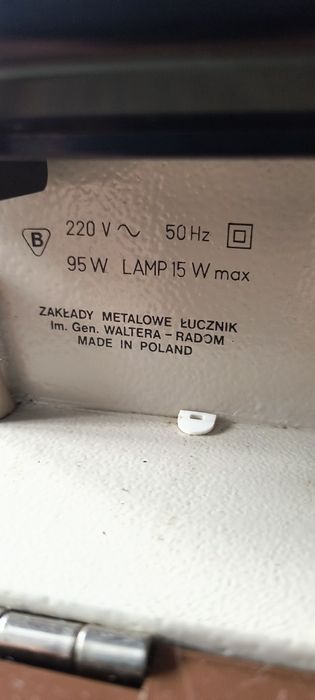 B 220 V ~ 50 Hz
95 W. LAMP 15 W max
ZAKŁADY METALOWE ŁUCZNIK
Im. Gen. WALTERA – RADOM
MADE IN POLAND